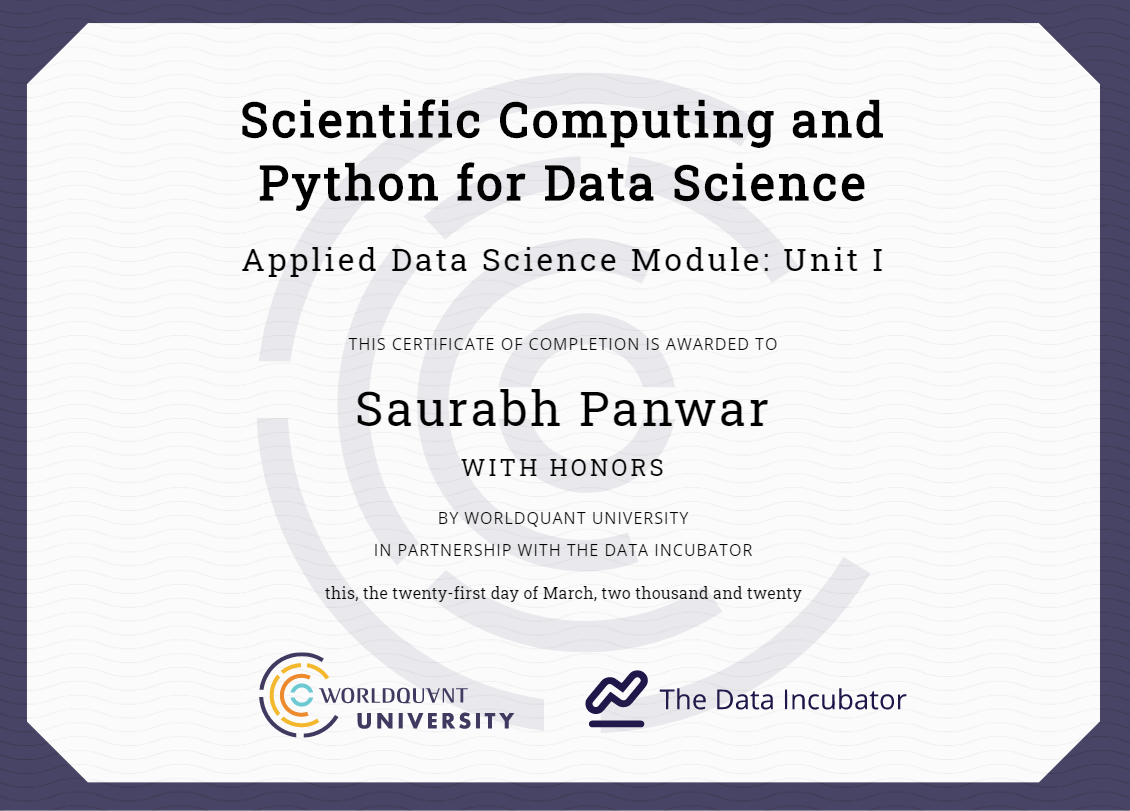 Scientific Computing and
Python for Data Science
Applied Data Science Module: Unit I
THIS CERTIFICATE OF COMPLETION IS AWARDED TO
Saurabh Panwar
WITH HONORS
BY WORLDQUANT UNIVERSITY
IN PARTNERSHIP WITH THE DATA INCUBATOR
this, the twenty-first day of March, two thousand and twenty
WORLDQUANT
UNIVERSITY
The Data Incubator